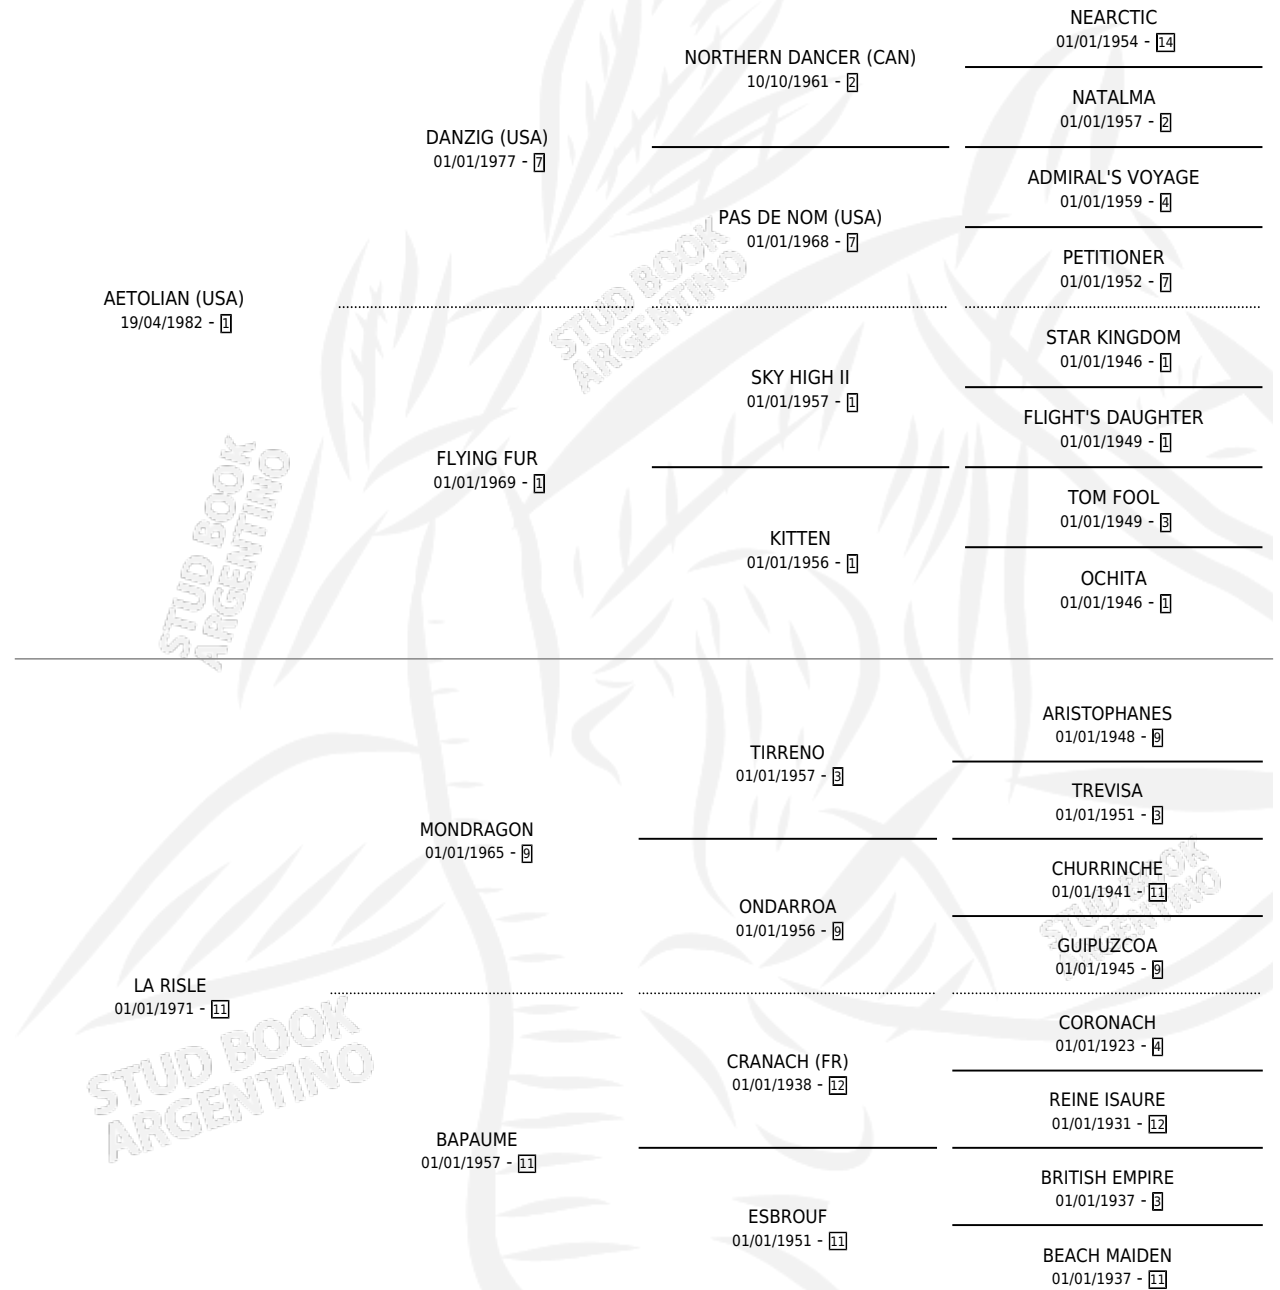 NEARCTIC
01/01/1954 - 14
NORTHERN DANCER (CAN)
10/10/1961 - 2
NATALMA
01/01/1957 - 2
DANZIG (USA)
01/01/1977 - 7
ADMIRAL'S VOYAGE
01/01/1959 - 4
PAS DE NOM (USA)
01/01/1968 - 7
PETITIONER
01/01/1952 - 7
AETOLIAN (USA)
19/04/1982 - 1
STUD BOOK
ARGENTINO
STAR KINGDOM
01/01/1946 - 1
SKY HIGH II
01/01/1957 - 1
FLIGHT'S DAUGHTER
01/01/1949 - 1
FLYING FUR
01/01/1969 - 1
TOM FOOL
01/01/1949 - 3
KITTEN
01/01/1956 - 1
OCHITA
01/01/1946 - 1
STUD BOOK
ARGENTINO
ARISTOPHANES
01/01/1948 - 9
TIRRENO
01/01/1957 - 3
TREVISA
01/01/1951 - 3
MONDRAGON
01/01/1965 - 9
CHURRINCHE
01/01/1941 - 11
ONDARROA
01/01/1956 - 9
STUD BOOK
ARGENTINO
GUIPUZCOA
01/01/1945 - 9
LA RISLE
01/01/1971 - 11
STUD BOOK
ARGENTINO
CORONACH
01/01/1923 - 4
CRANACH (FR)
01/01/1938 - 12
REINE ISAURE
01/01/1931 - 12
BAPAUME
01/01/1957 - 11
BRITISH EMPIRE
01/01/1937 - 3
ESBROUF
01/01/1951 - 11
BEACH MAIDEN
01/01/1937 - 11